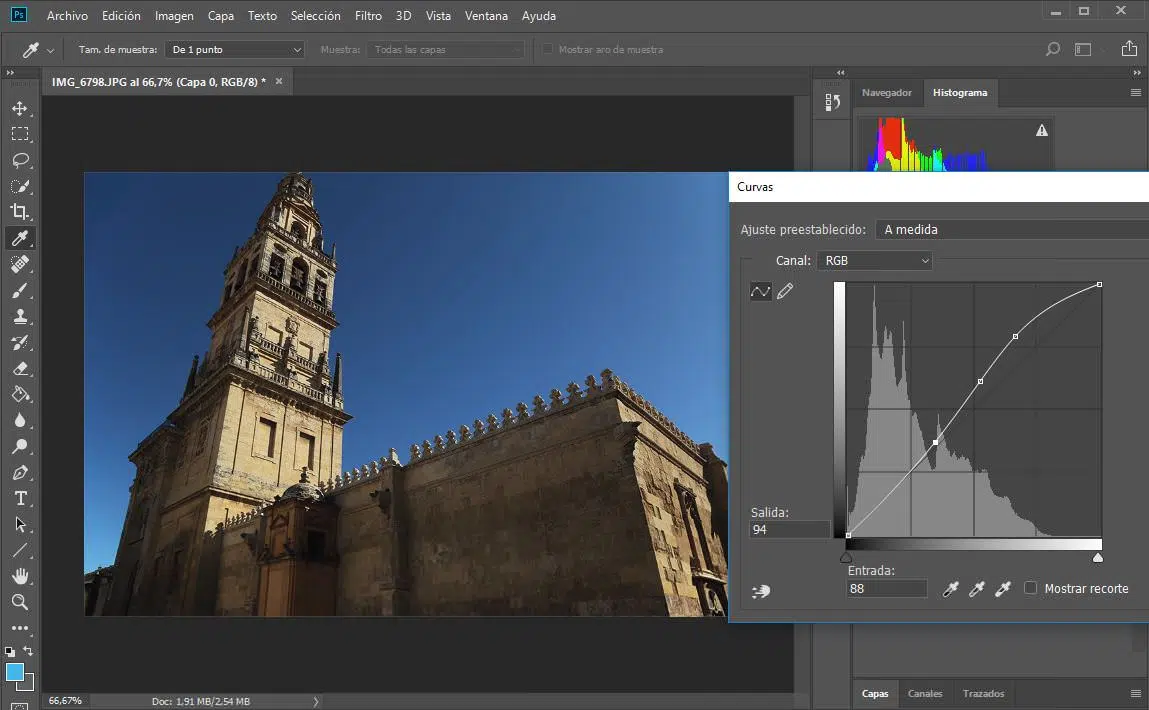 Ps Archivo Edición Imagen Capa Texto Selección Filtro 3D Vista Ventana Ayuda
Tam. de muestra: De 1 punto Muestra: Todas las capas Mostrar aro de muestra
IMG_6798.JPG al 66,7% (Capa 0, RGB/8) *
Navegador Histograma
Curvas
Ajuste preestablecido: A medida
Canal: RGB
Salida:
94
Entrada:
88
Mostrar recorte
T
66,67% Doc: 1,91 MB/2,54 MB
Capas Canales Trazados